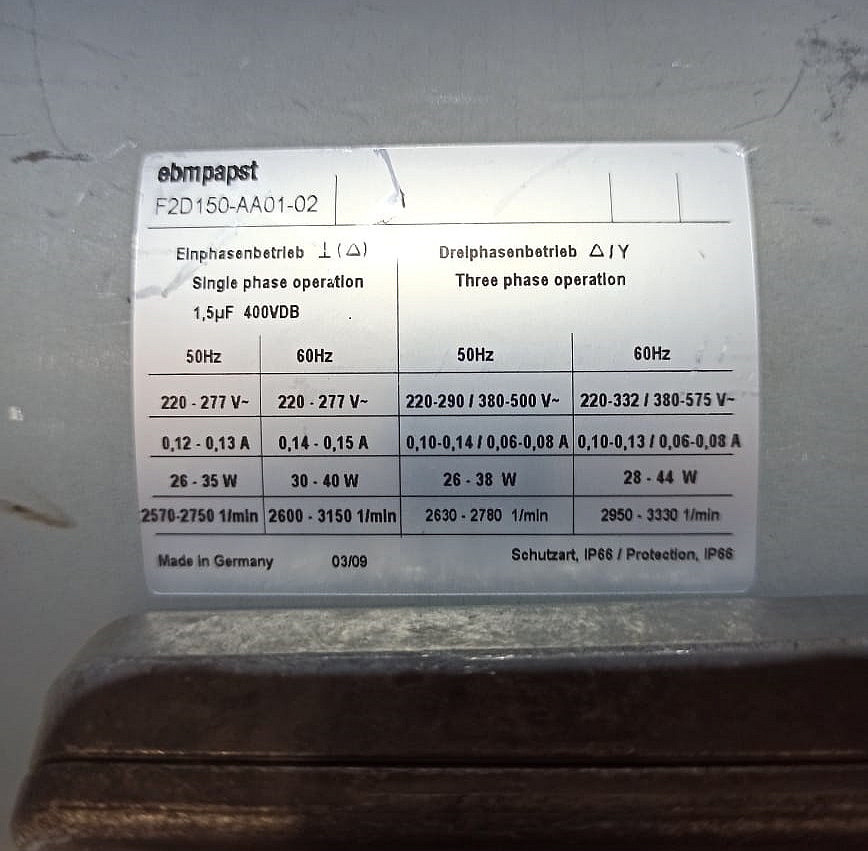 ebmpapst
F2D150-AA01-02
Einphasenbetrieb ⊥ (△) Dreiphasenbetrieb △/Y
Single phase operation Three phase operation
1,5µF 400VDB
50Hz 60Hz 50Hz 60Hz
220 - 277 V~ 220 - 277 V~ 220-290 / 380-500 V~ 220-332 / 380-575 V~
0,12 - 0,13 A 0,14 - 0,15 A 0,10-0,14 / 0,06-0,08 A 0,10-0,13 / 0,06-0,08 A
26 - 35 W 30 - 40 W 26 - 38 W 28 - 44 W
2570-2750 1/min 2600 - 3150 1/min 2630 - 2780 1/min 2950 - 3330 1/min
Made in Germany 03/09 Schutzart, IP66 / Protection, IP66